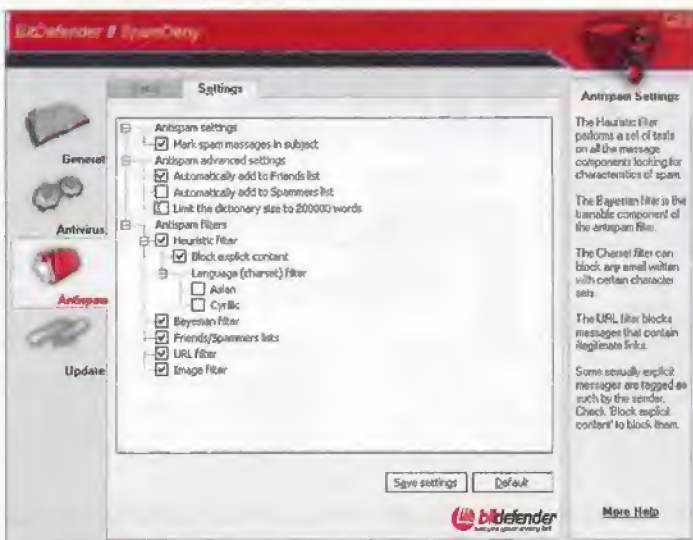 BitDefender 8 SpamDeny
Settings
General
Antivirus
Antispam
Update
Antispam settings
Mark spam messages in subject
Antispam advanced settings
Automatically add to Friends list
Automatically add to Spammers list
Limit the dictionary size to 200000 words
Antispam filters
Heuristic filter
Block explicit content
Language (charset) filter
Asian
Cyrillic
Bayesian filter
Friends/Spammers lists
URL filter
Image filter
Save settings
Default
bitdefender
secure your every bit
Antispam Settings
The Heuristic filter
performs a set of tests
on all the message
components looking for
characteristics of spam.
The Bayesian filter is the
trainable component of
the antispam filter.
The Charset filter can
block any email written
with certain character
sets.
The URL filter blocks
messages that contain
illegitimate links.
Some sexually explicit
messages are tagged as
such by the sender.
Check 'Block explicit
content' to block them.
More Help